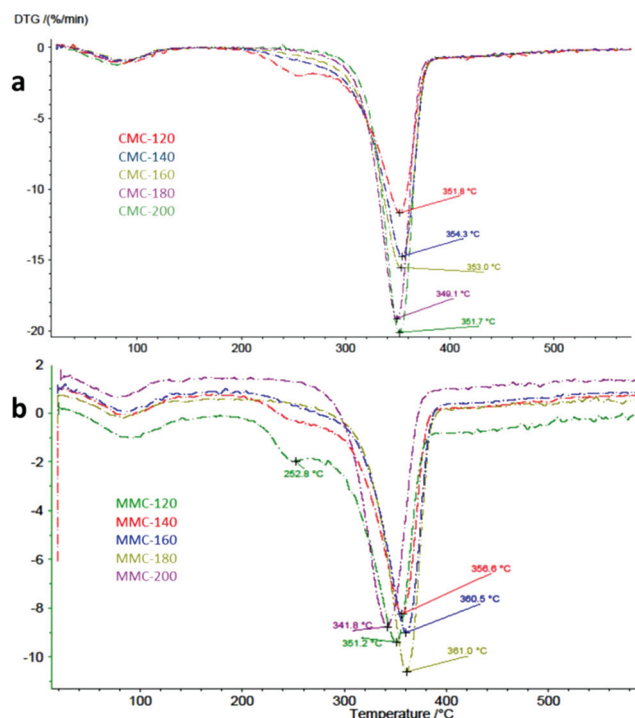 DTG /(%/min)
0
a
-5
CMC-120
CMC-140
CMC-160
CMC-180
CMC-200
-10
351.8 °C
354.3 °C
-15
353.0 °C
349.1 °C
351.7 °C
-20
100 200 300 400 500
2
b
0
-2
252.8 °C
MMC-120
MMC-140
MMC-160
MMC-180
MMC-200
-4
-6
356.6 °C
-8
360.5 °C
341.8 °C
351.2 °C
361.0 °C
-10
100 200 300 400 500
Temperature /°C